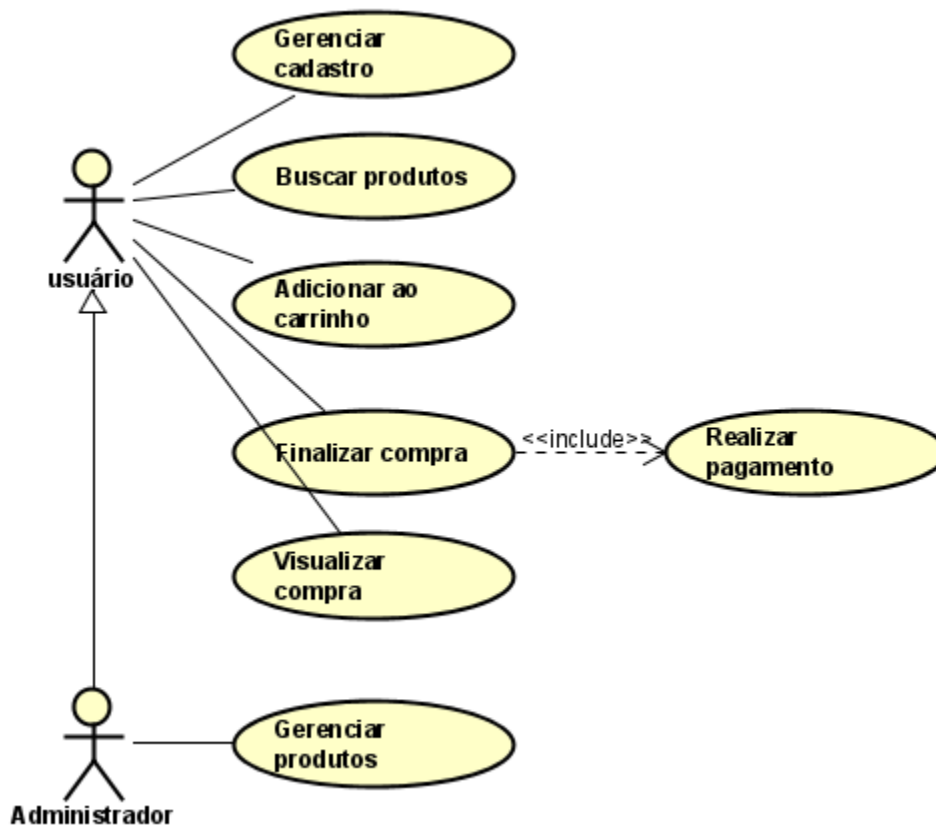 Gerenciar
cadastro
Buscar produtos
usuário
Adicionar ao
carrinho
Finalizar compra
<<include>>
Realizar
pagamento
Visualizar
compra
Gerenciar
produtos
Administrador